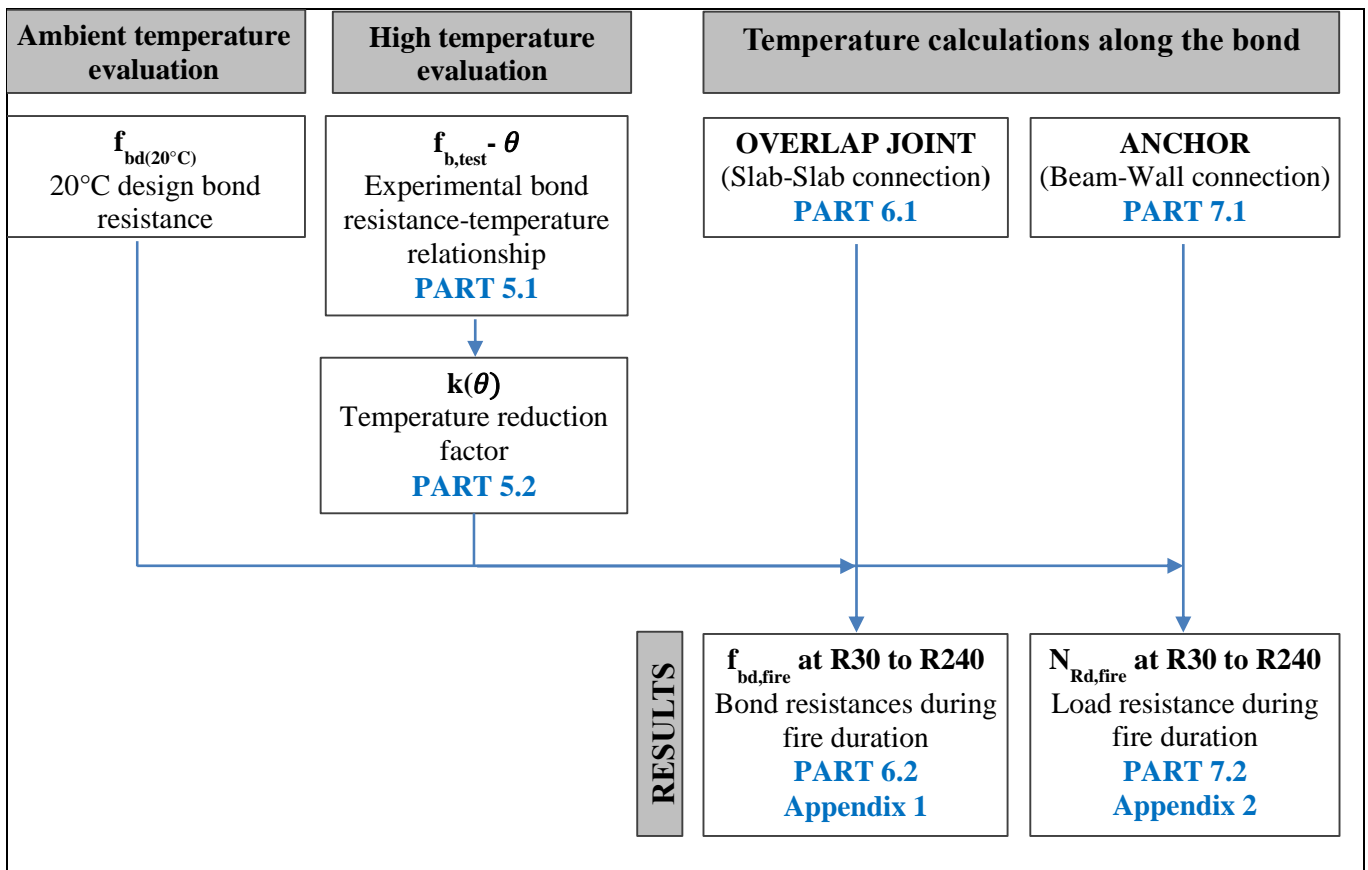 Ambient temperature
evaluation
High temperature
evaluation
Temperature calculations along the bond
f bd(20°C)
20°C design bond
resistance
f b,test - θ
Experimental bond
resistance-temperature
relationship
PART 5.1
OVERLAP JOINT
(Slab-Slab connection)
PART 6.1
ANCHOR
(Beam-Wall connection)
PART 7.1
k(θ)
Temperature reduction
factor
PART 5.2
RESULTS
f bd,fire at R30 to R240
Bond resistances during
fire duration
PART 6.2
Appendix 1
N Rd,fire at R30 to R240
Load resistance during
fire duration
PART 7.2
Appendix 2